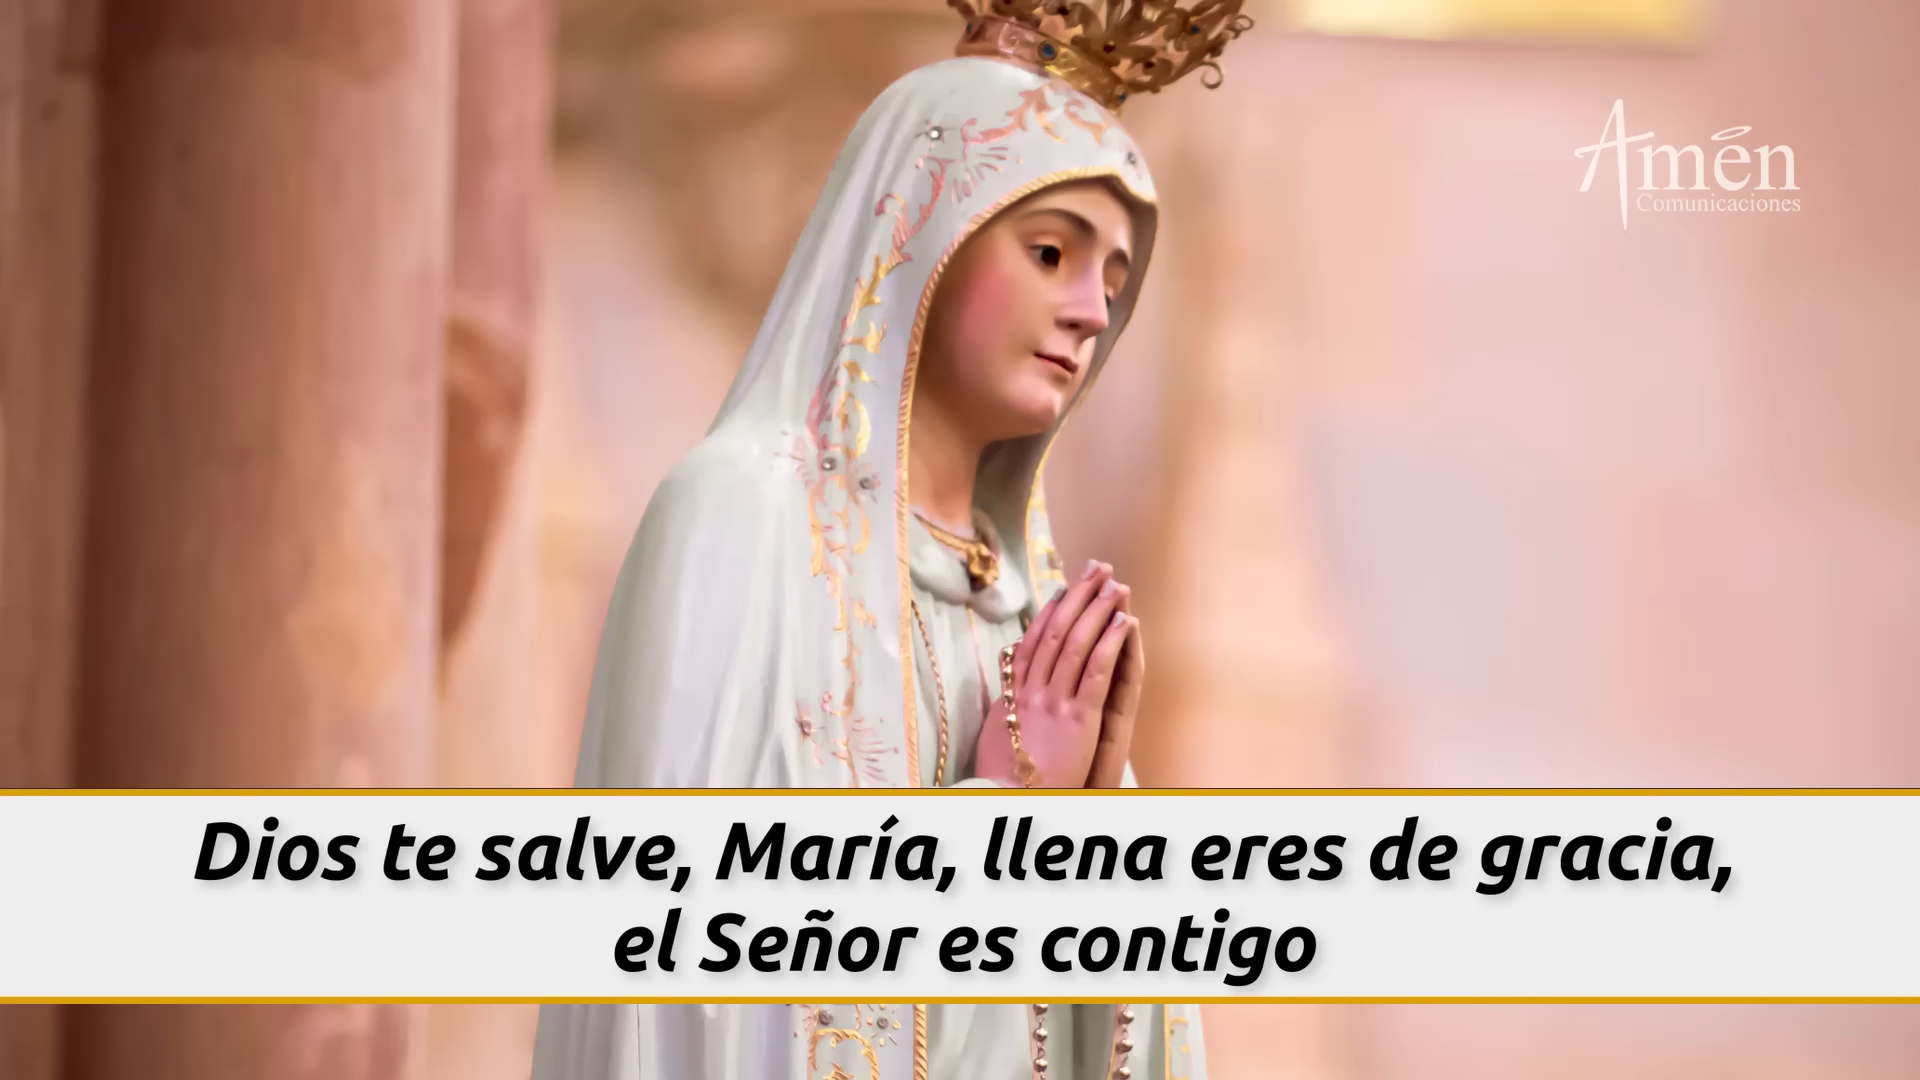 Amén
Comunicaciones
Dios te salve, María, llena eres de gracia,
el Señor es contigo